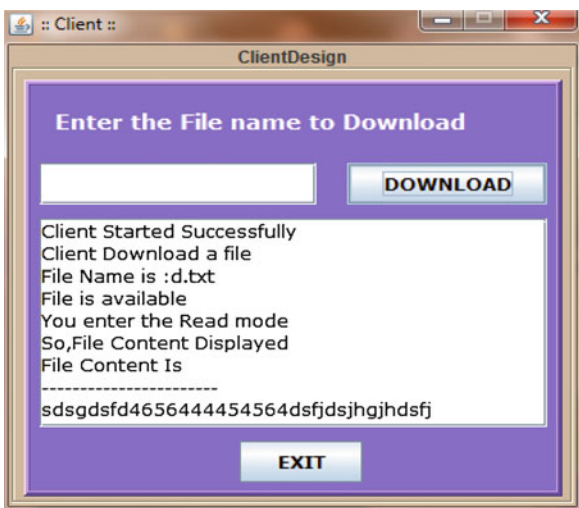 :: Client ::
ClientDesign
Enter the File name to Download
DOWNLOAD
Client Started Successfully
Client Download a file
File Name is :d.txt
File is available
You enter the Read mode
So,File Content Displayed
File Content Is
-----------------------
sdsgdsfd4656444454564dsfjdsjhgjhdsfj
EXIT